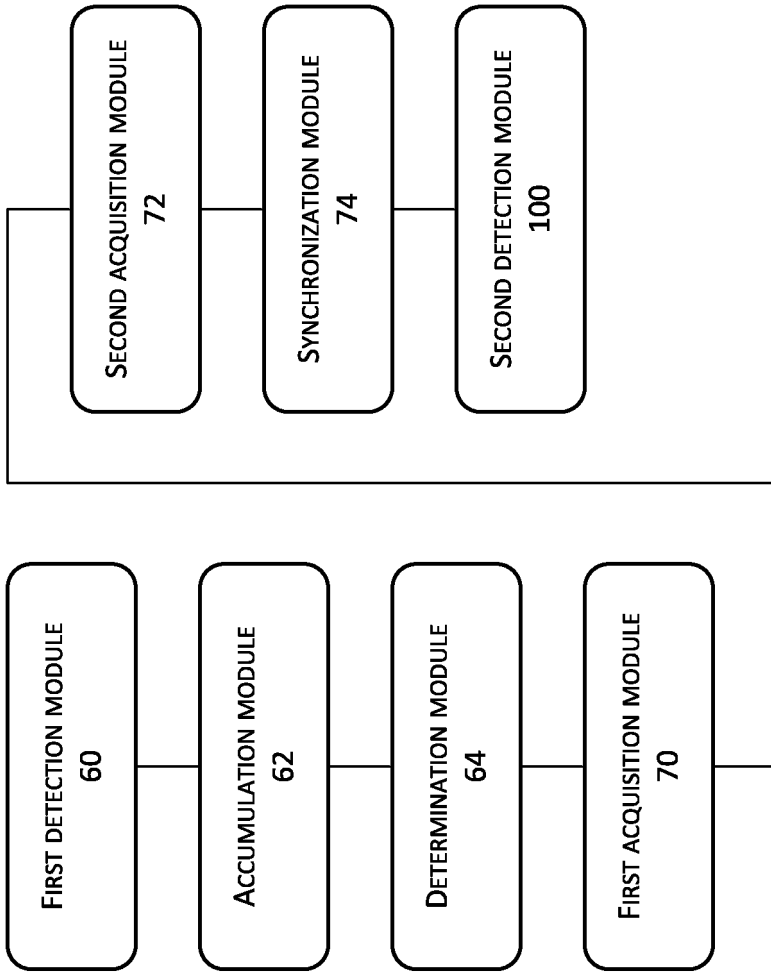 FIRST DETECTION MODULE
60
ACCUMULATION MODULE
62
DETERMINATION MODULE
64
FIRST ACQUISITION MODULE
70
SECOND ACQUISITION MODULE
72
SYNCHRONIZATION MODULE
74
SECOND DETECTION MODULE
100